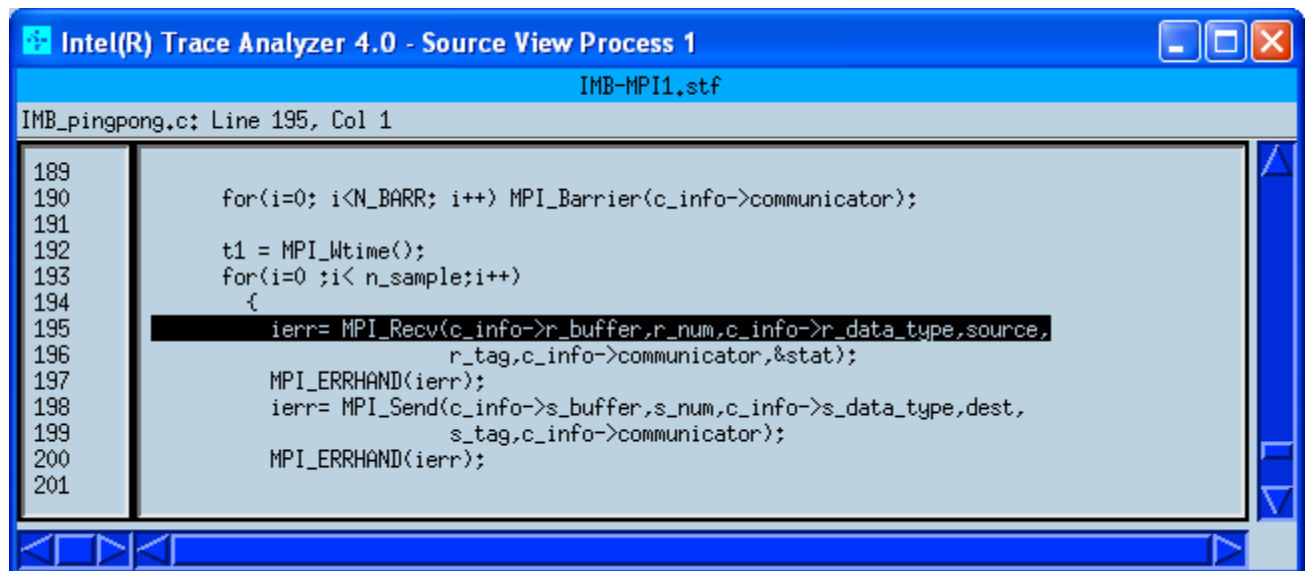 Intel(R) Trace Analyzer 4.0 - Source View Process 1
IMB-MPI1.stf
IMB_pingpong.c: Line 195, Col 1
189
190 for(i=0; i<N_BARR; i++) MPI_Barrier(c_info->communicator);
191
192 t1 = MPI_Wtime();
193 for(i=0 ;i< n_sample;i++)
194 {
195 ierr= MPI_Recv(c_info->r_buffer,r_num,c_info->r_data_type,source,
196 r_tag,c_info->communicator,&stat);
197 MPI_ERRHAND(ierr);
198 ierr= MPI_Send(c_info->s_buffer,s_num,c_info->s_data_type,dest,
199 s_tag,c_info->communicator);
200 MPI_ERRHAND(ierr);
201